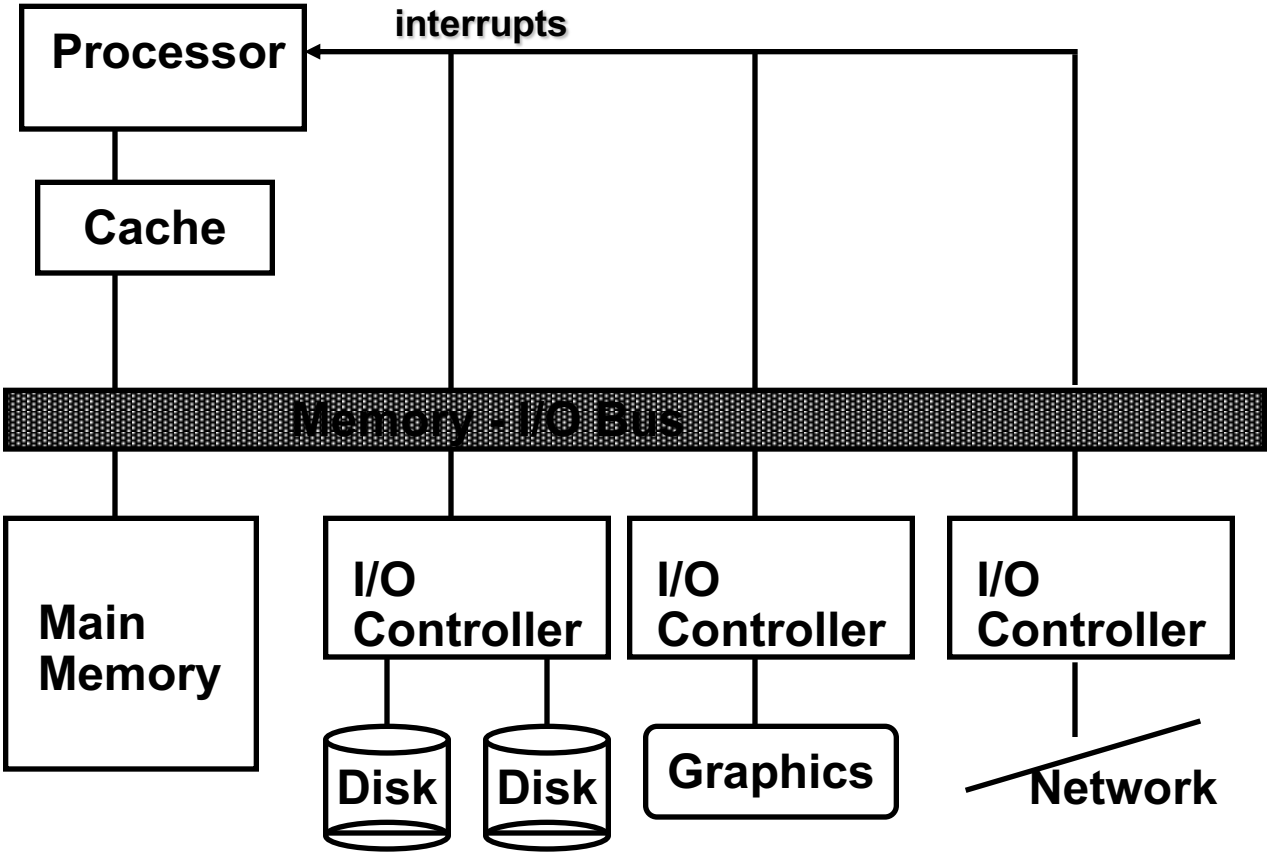 interrupts
Processor
Cache
Memory - I/O Bus
Main
Memory
I/O
Controller
I/O
Controller
I/O
Controller
Disk
Disk
Graphics
Network